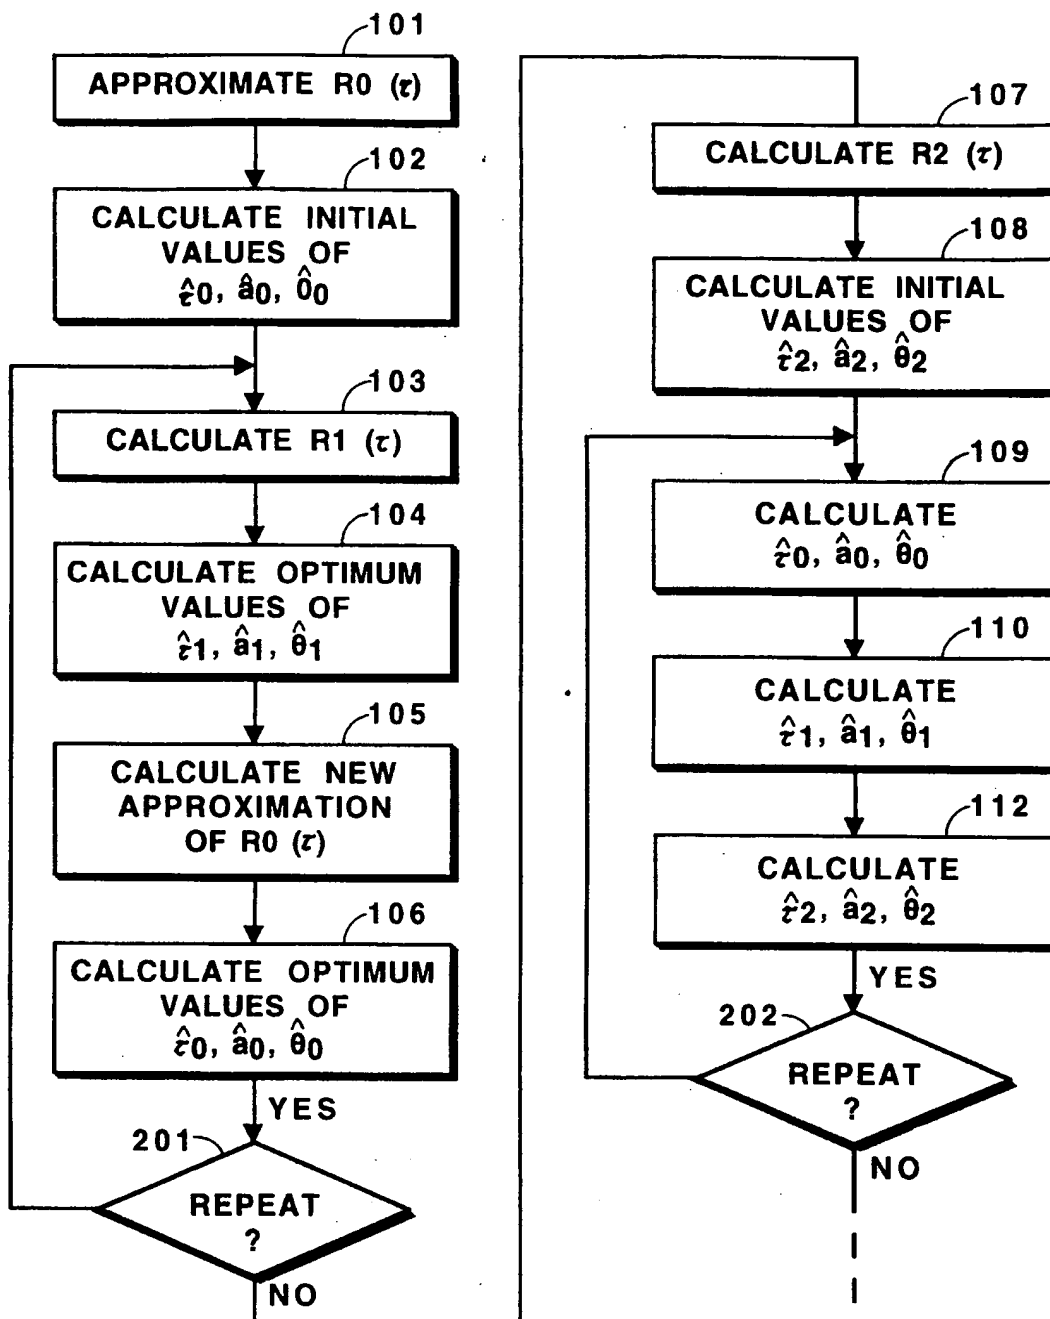 101
APPROXIMATE R0 (τ)
102
CALCULATE INITIAL
VALUES OF
τ̂0, â0, 0̂0
103
CALCULATE R1 (τ)
104
CALCULATE OPTIMUM
VALUES OF
τ̂1, â1, θ̂1
105
CALCULATE NEW
APPROXIMATION
OF R0 (τ)
106
CALCULATE OPTIMUM
VALUES OF
τ̂0, â0, θ̂0
YES
201
REPEAT
?
NO
107
CALCULATE R2 (τ)
108
CALCULATE INITIAL
VALUES OF
τ̂2, â2, θ̂2
109
CALCULATE
τ̂0, â0, θ̂0
110
CALCULATE
τ̂1, â1, θ̂1
112
CALCULATE
τ̂2, â2, θ̂2
YES
202
REPEAT
?
NO